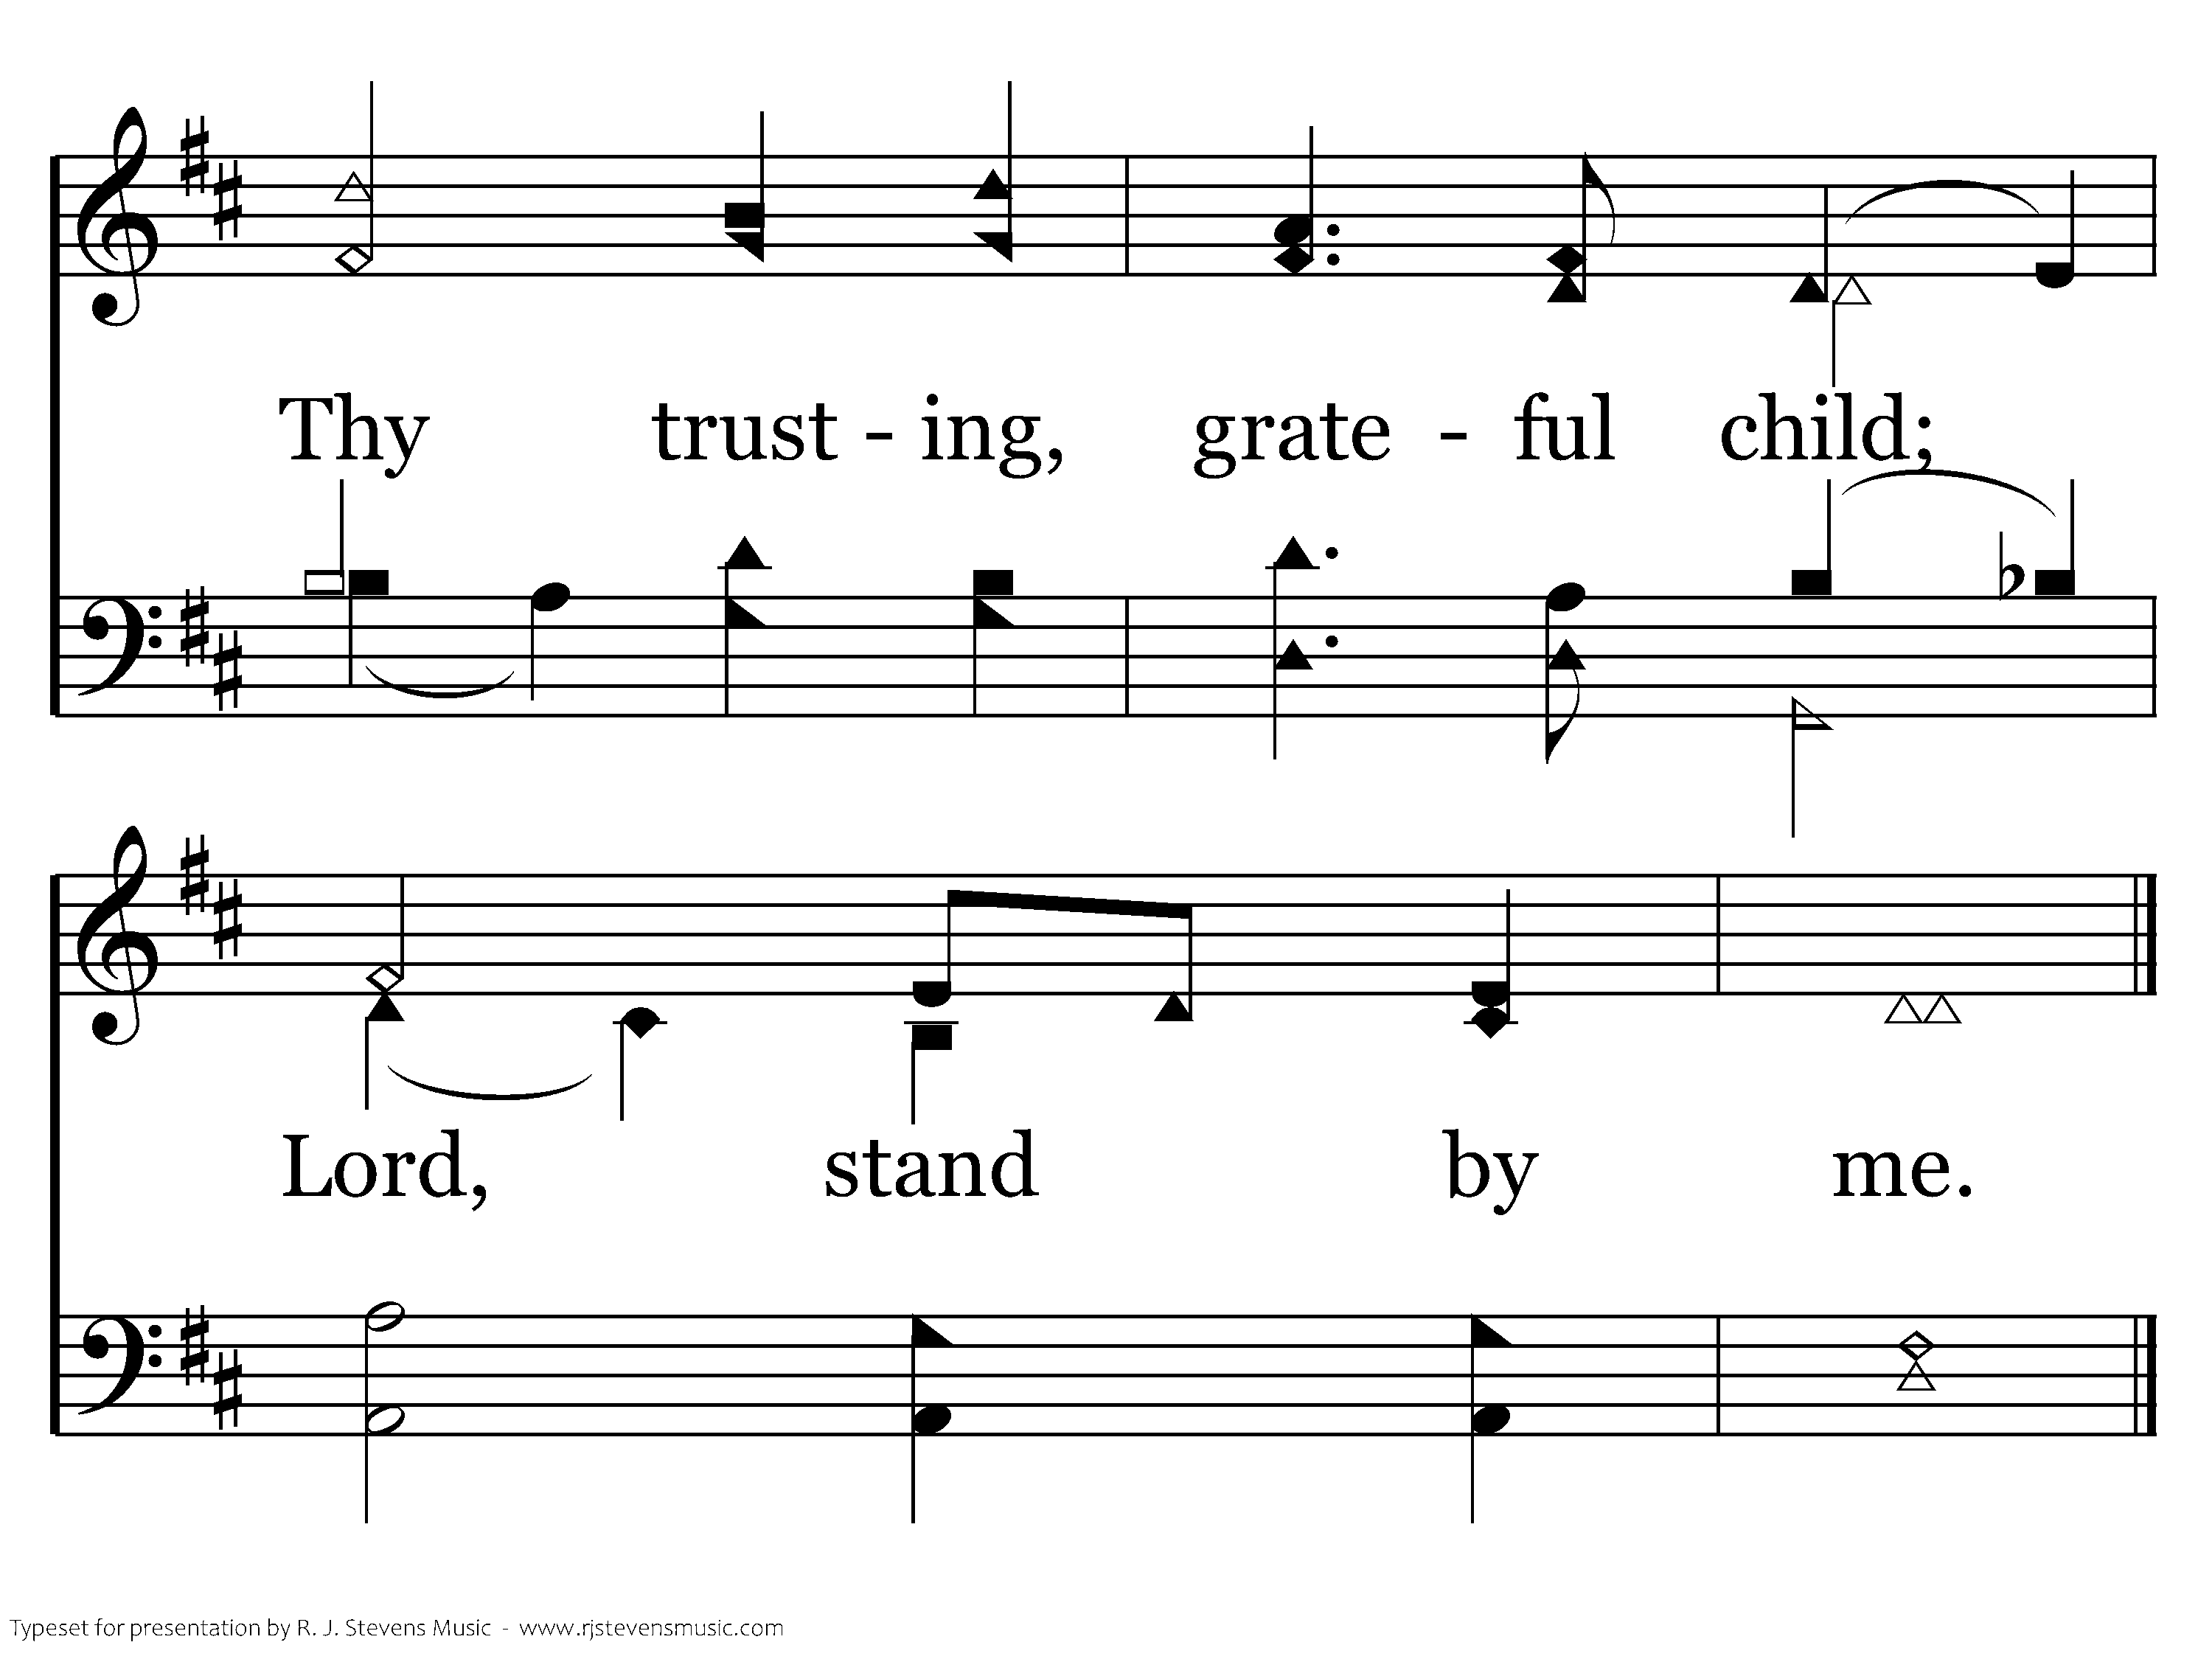 Thy trust - ing, grate - ful child;
Lord, stand by me.
Typeset for presentation by R. J. Stevens Music - www.rjstevensmusic.com